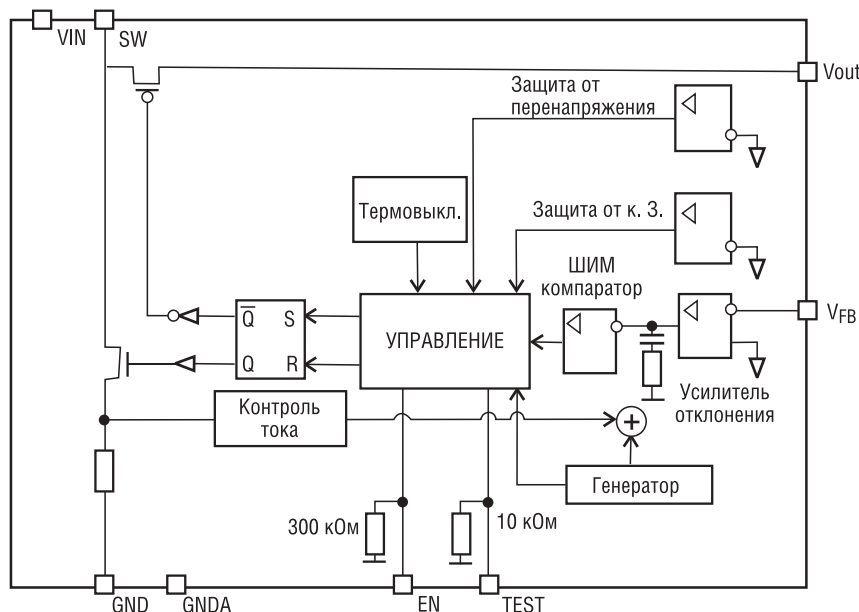 VIN
SW
Vout
Защита от
перенапряжения
Термовыкл.
Защита от к. З.
ШИМ
компаратор
VFB
Q̅ S
Q R
УПРАВЛЕНИЕ
Усилитель
отклонения
Контроль
тока
+
Генератор
300 кОм
10 кОм
GND
GNDA
EN
TEST